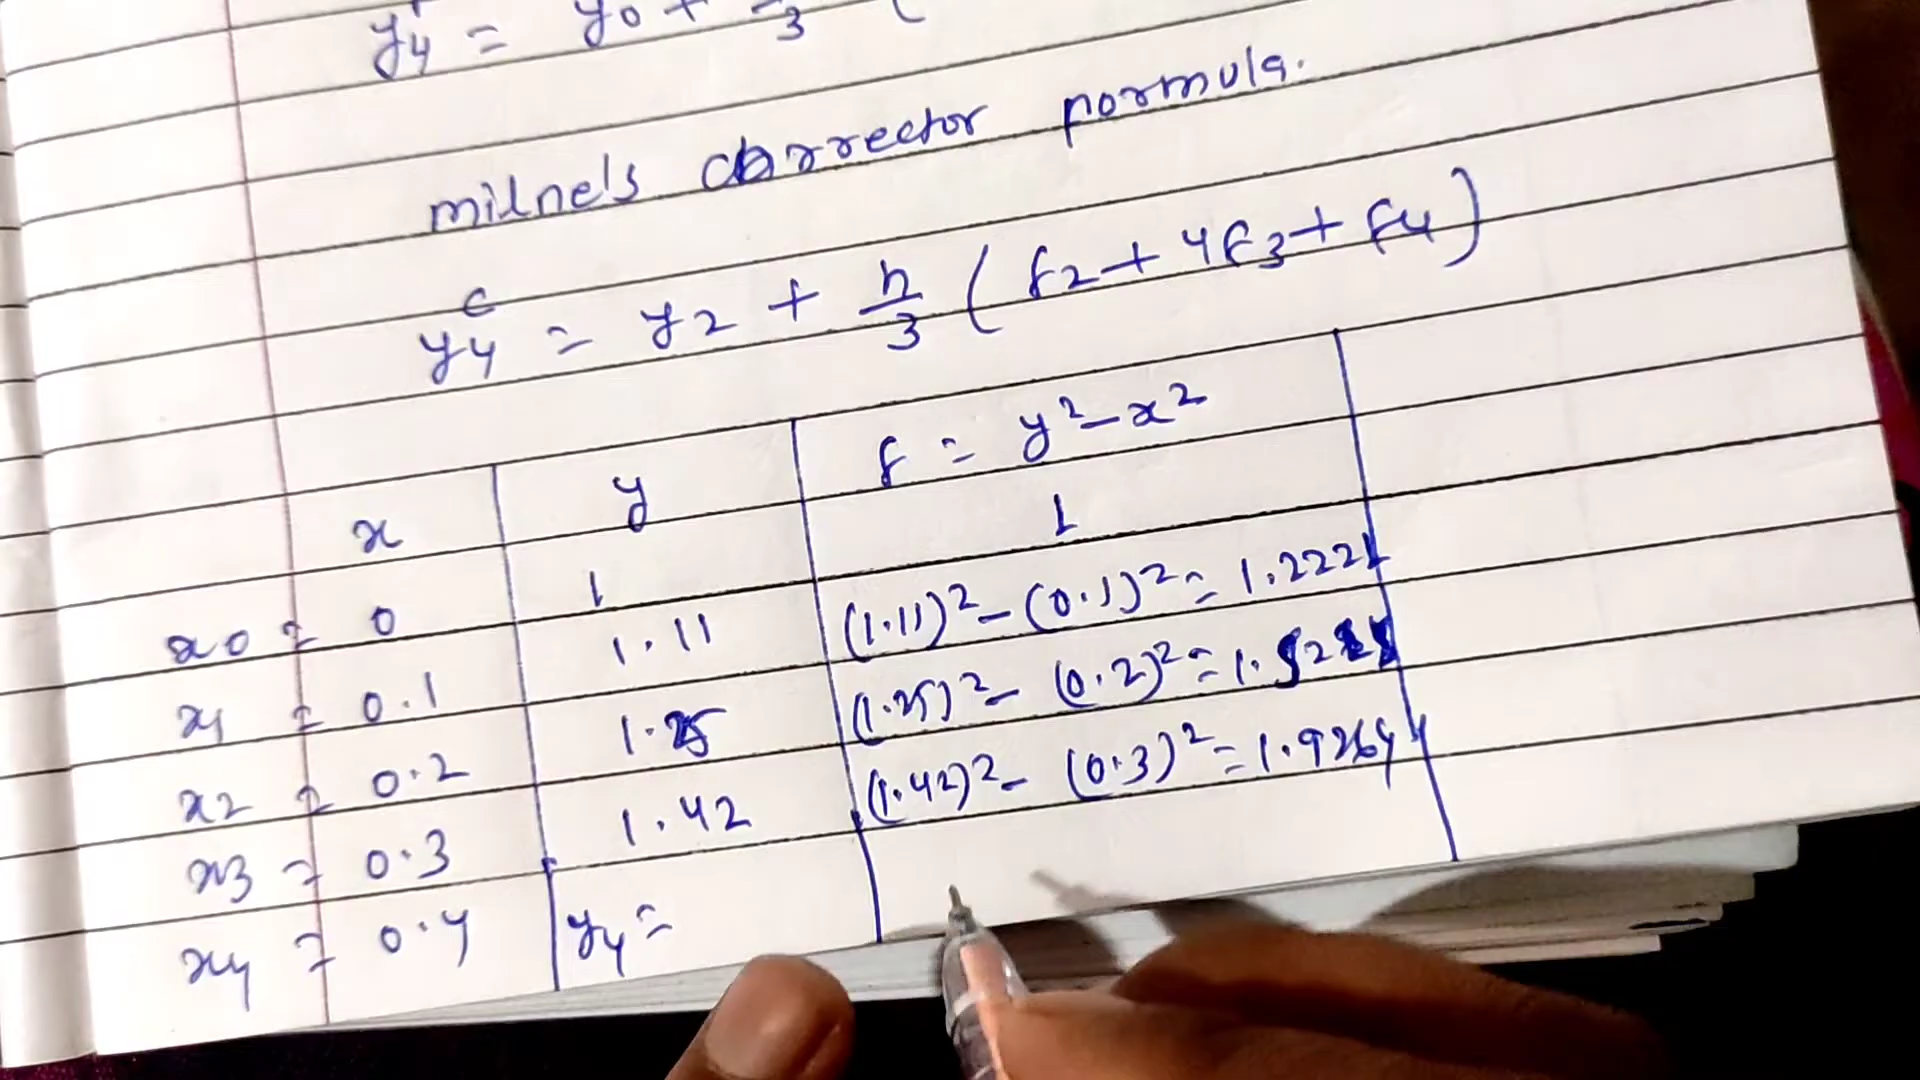 y4 = y0 + 3 (
milne's corrector formula.
y4^c = y2 + h/3 (f2 + 4f3 + f4)
x y f = y² - x²
x0 = 0 1 1
x1 = 0.1 1.11 (1.11)² - (0.1)² = 1.2221
x2 = 0.2 1.25 (1.25)² - (0.2)² =
x3 = 0.3 1.42 (1.42)² - (0.3)² = 1.9264
x4 = 0.4 y4 =